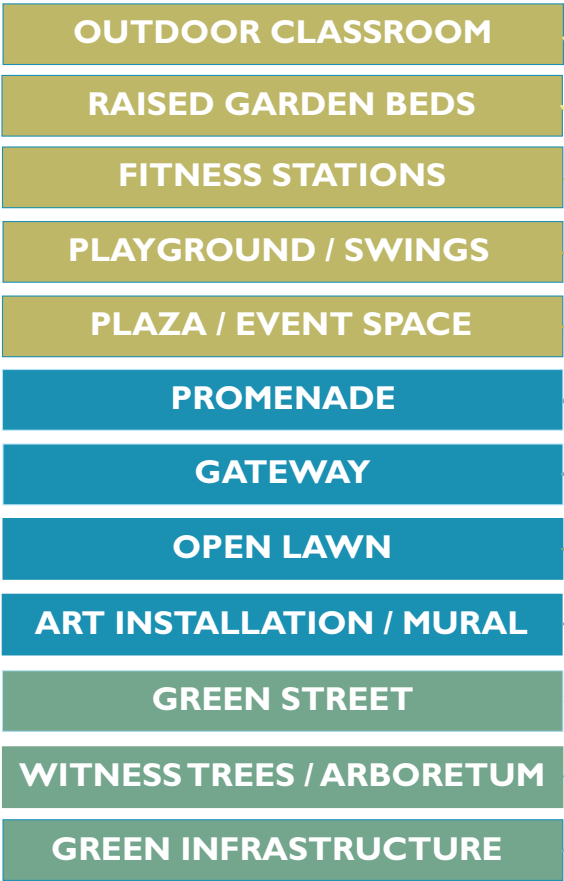 OUTDOOR CLASSROOM
RAISED GARDEN BEDS
FITNESS STATIONS
PLAYGROUND / SWINGS
PLAZA / EVENT SPACE
PROMENADE
GATEWAY
OPEN LAWN
ART INSTALLATION / MURAL
GREEN STREET
WITNESS TREES / ARBORETUM
GREEN INFRASTRUCTURE